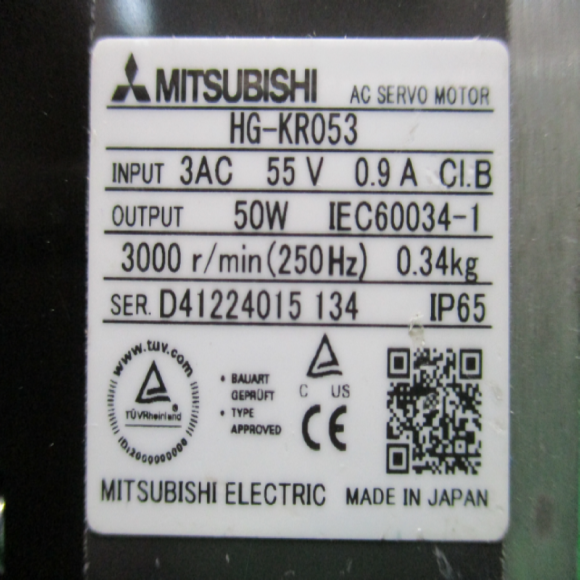 MITSUBISHI AC SERVO MOTOR
HG-KR053
INPUT 3AC 55 V 0.9 A CI.B
OUTPUT 50W IEC60034-1
3000 r/min(250Hz) 0.34kg
SER. D41224015 134 IP65
www.tuv.com
TÜVRheinland
• BAUART
GEPRÜFT
• TYPE
APPROVED
C US
CE
MITSUBISHI ELECTRIC MADE IN JAPAN